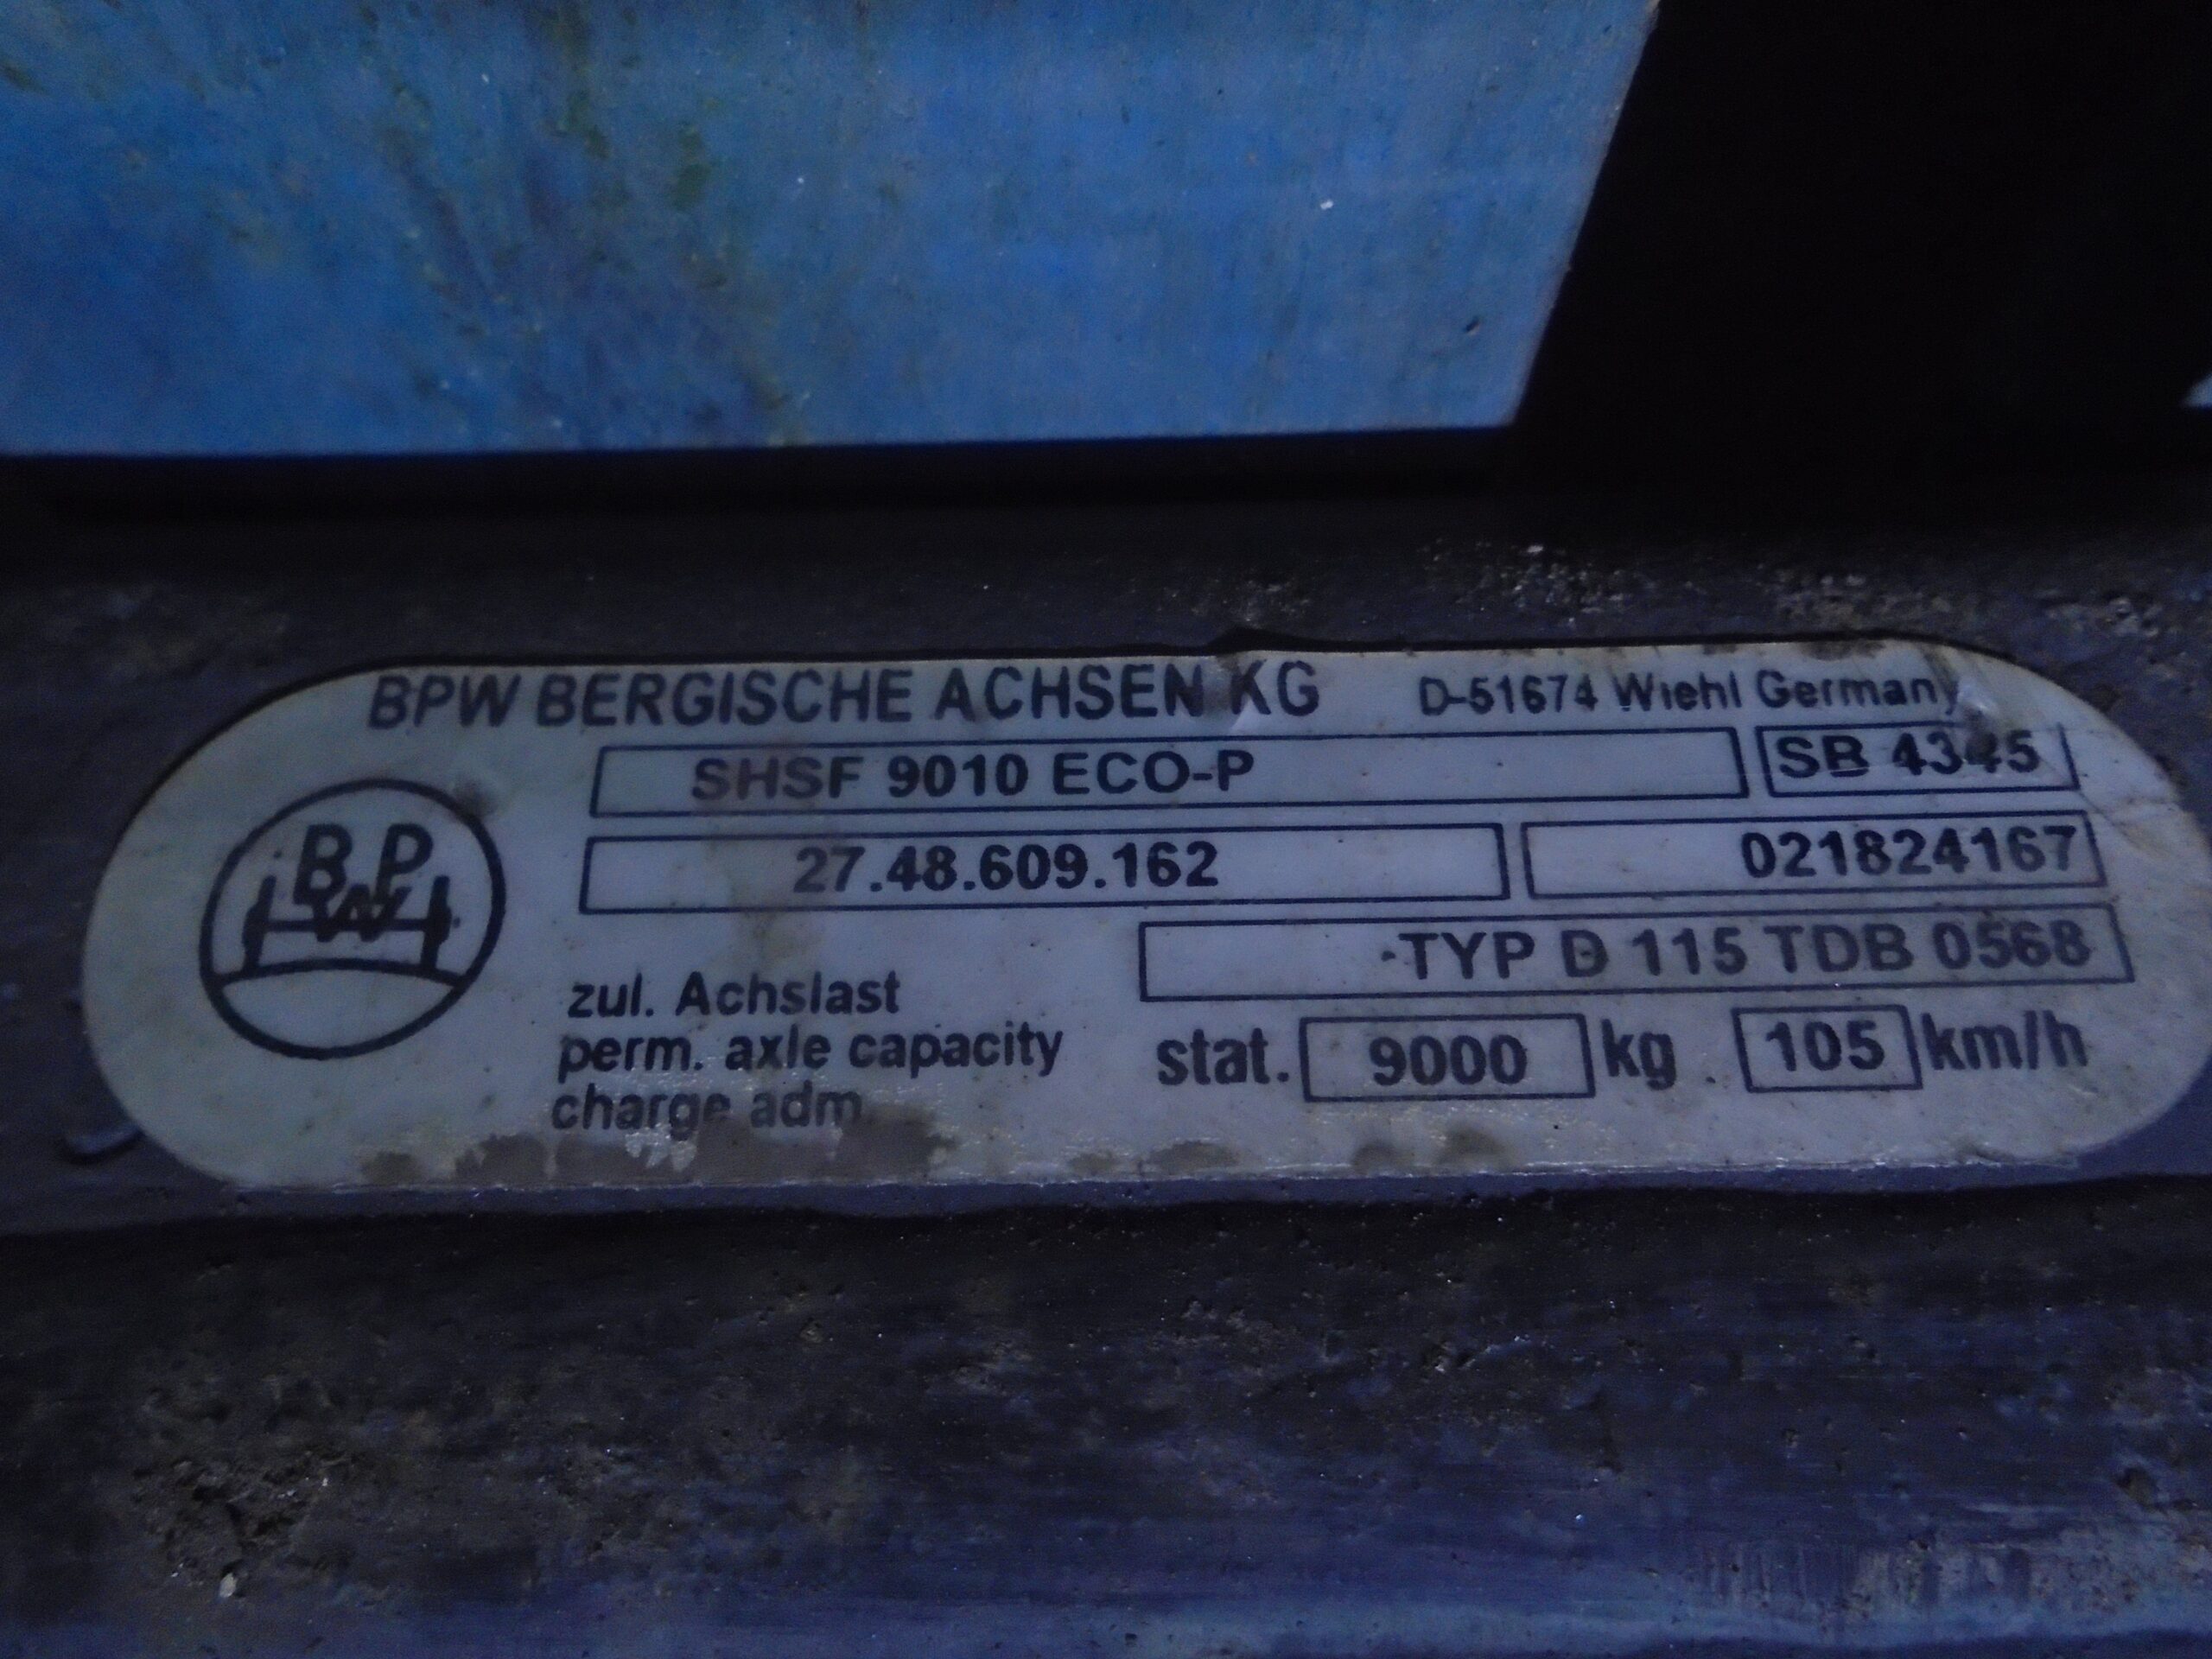 BPW BERGISCHE ACHSEN KG D-51674 Wiehl Germany
SHSF 9010 ECO-P SB 4345
BPW
27.48.609.162 021824167
TYP D 115 TDB 0568
zul. Achslast
perm. axle capacity stat. 9000 kg 105 km/h
charge adm